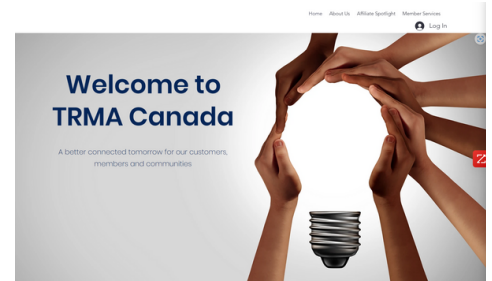 Home About Us Affiliate Spotlight Member Services
Log In
Welcome to
TRMA Canada
A better connected tomorrow for our customers,
members and communities
Z